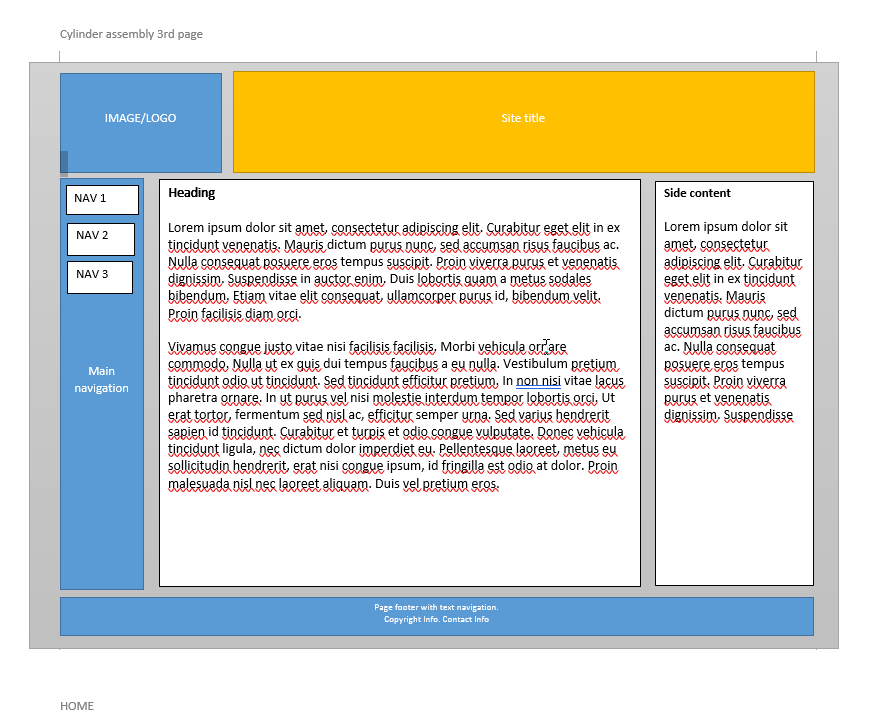 Cylinder assembly 3rd page
IMAGE/LOGO
Site title
NAV 1
NAV 2
NAV 3
Main
navigation
Heading
Lorem ipsum dolor sit amet, consectetur adipiscing elit. Curabitur eget elit in ex
tincidunt venenatis. Mauris dictum purus nunc, sed accumsan risus faucibus ac.
Nulla consequat posuere eros tempus suscipit. Proin viverra purus et venenatis
dignissim. Suspendisse in auctor enim. Duis lobortis quam a metus sodales
bibendum. Etiam vitae elit consequat, ullamcorper purus id, bibendum velit.
Proin facilisis diam orci.
Vivamus congue justo vitae nisi facilisis facilisis. Morbi vehicula ornare
commodo. Nulla ut ex quis dui tempus faucibus a eu nulla. Vestibulum pretium
tincidunt odio ut tincidunt. Sed tincidunt efficitur pretium. In non nisi vitae lacus
pharetra ornare. In ut purus vel nisi molestie interdum tempor lobortis orci. Ut
erat tortor, fermentum sed nisl ac, efficitur semper urna. Sed varius hendrerit
sapien id tincidunt. Curabitur et turpis et odio congue vulputate. Donec vehicula
tincidunt ligula, nec dictum dolor imperdiet eu. Pellentesque laoreet, metus eu
sollicitudin hendrerit, erat nisi congue ipsum, id fringilla est odio at dolor. Proin
malesuada nisl nec laoreet aliquam. Duis vel pretium eros.
Side content
Lorem ipsum dolor sit
amet, consectetur
adipiscing elit. Curabitur
eget elit in ex tincidunt
venenatis. Mauris
dictum purus nunc, sed
accumsan risus faucibus
ac. Nulla consequat
posuere eros tempus
suscipit. Proin viverra
purus et venenatis
dignissim. Suspendisse
Page footer with text navigation.
Copyright Info. Contact Info
HOME